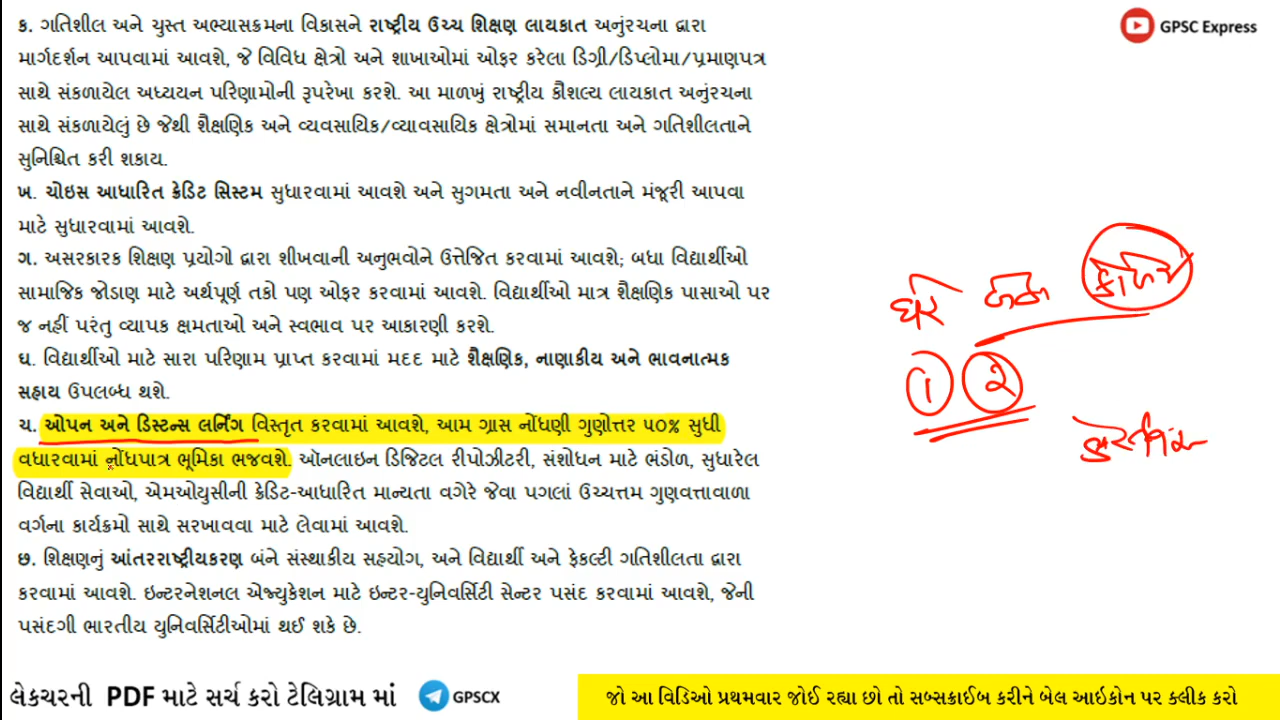 GPSC Express
ક. ગતિશીલ અને ચુસ્ત અભ્યાસક્રમના વિકાસને રાષ્ટ્રીય ઉચ્ચ શિક્ષણ લાયકાત અનુંરચના દ્વારા
માર્ગદર્શન આપવામાં આવશે, જે વિવિધ ક્ષેત્રો અને શાખાઓમાં ઓફર કરેલા ડિગ્રી/ડિપ્લોમા/પ્રમાણપત્ર
સાથે સંકળાયેલ અધ્યયન પરિણામોની રૂપરેખા કરશે. આ માળખું રાષ્ટ્રીય કૌશલ્ય લાયકાત અનુંરચના
સાથે સંકળાયેલું છે જેથી શૈક્ષણિક અને વ્યવસાયિક/વ્યાવસાયિક ક્ષેત્રોમાં સમાનતા અને ગતિશીલતાને
સુનિશ્ચિત કરી શકાય.
ખ. ચોઇસ આધારિત ક્રેડિટ સિસ્ટમ સુધારવામાં આવશે અને સુગમતા અને નવીનતાને મંજૂરી આપવા
માટે સુધારવામાં આવશે.
ગ. અસરકારક શિક્ષણ પ્રયોગો દ્વારા શીખવાની અનુભવોને ઉત્તેજિત કરવામાં આવશે; બધા વિદ્યાર્થીઓ
સામાજિક જોડાણ માટે અર્થપૂર્ણ તકો પણ ઓફર કરવામાં આવશે. વિદ્યાર્થીઓ માત્ર શૈક્ષણિક પાસાઓ પર
જ નહીં પરંતુ વ્યાપક ક્ષમતાઓ અને સ્વભાવ પર આકારણી કરશે.
ઘ. વિદ્યાર્થીઓ માટે સારા પરિણામ પ્રાપ્ત કરવામાં મદદ માટે શૈક્ષણિક, નાણાકીય અને ભાવનાત્મક
સહાય ઉપલબ્ધ થશે.
ચ. ઓપન અને ડિસ્ટન્સ લર્નિંગ વિસ્તૃત કરવામાં આવશે, આમ ગ્રાસ નોંધણી ગુણોત્તર ૫૦% સુધી
વધારવામાં નોંધપાત્ર ભૂમિકા ભજવશે. ઑનલાઇન ડિજિટલ રીપોઝીટરી, સંશોધન માટે ભંડોળ, સુધારેલ
વિદ્યાર્થી સેવાઓ, એમઓયુસીની ક્રેડિટ-આધારિત માન્યતા વગેરે જેવા પગલાં ઉચ્ચત્તમ ગુણવત્તાવાળા
વર્ગના કાર્યક્રમો સાથે સરખાવવા માટે લેવામાં આવશે.
છ. શિક્ષણનું આંતરરાષ્ટ્રીયકરણ બંને સંસ્થાકીય સહયોગ, અને વિદ્યાર્થી અને ફેકલ્ટી ગતિશીલતા દ્વારા
કરવામાં આવશે. ઇન્ટરનેશનલ એજ્યુકેશન માટે ઇન્ટર-યુનિવર્સિટી સેન્ટર પસંદ કરવામાં આવશે, જેની
પસંદગી ભારતીય યુનિવર્સિટીઓમાં થઈ શકે છે.
ઘરે
૧ ૨
લેકચરની PDF માટે સર્ચ કરો ટેલિગ્રામ માં GPSCX
જો આ વિડિઓ પ્રથમવાર જોઈ રહ્યા છો તો સબ્સક્રાઈબ કરીને બેલ આઇકોન પર ક્લીક કરો